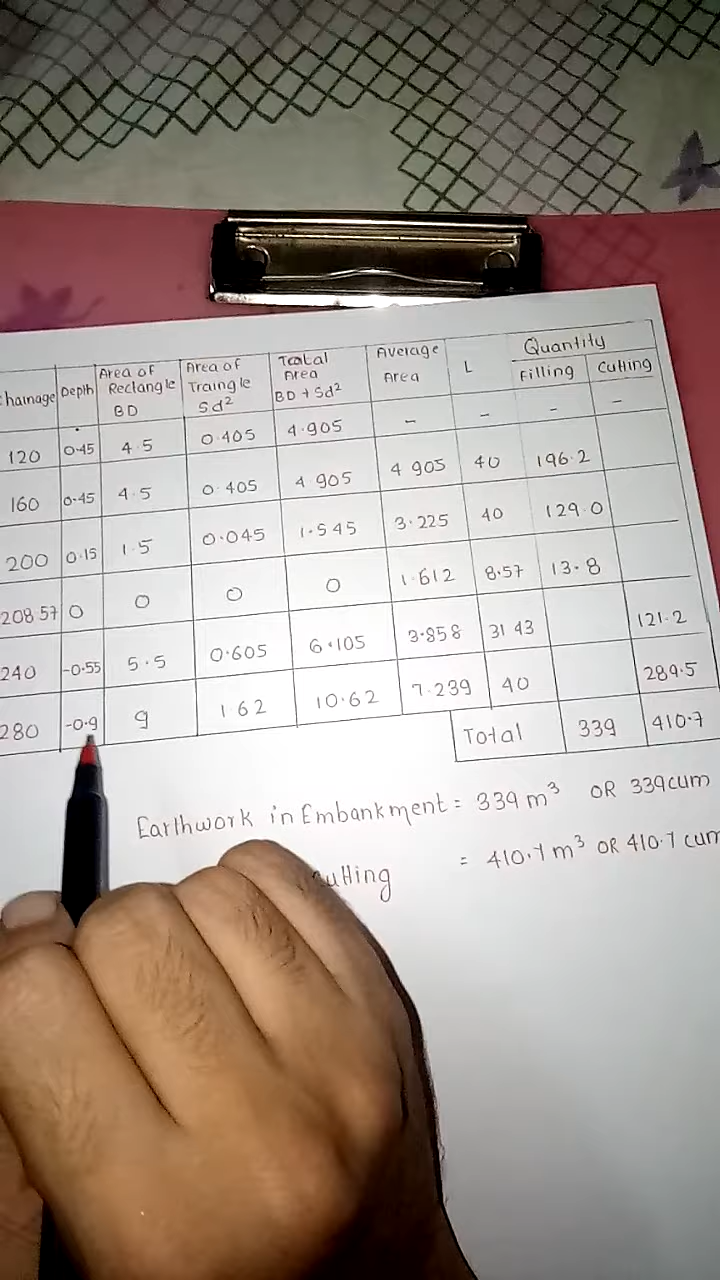 hainage Depth Area of Rectangle BD Area of Traingle Sd² Total Area BD + Sd² Average Area L Quantity
Filling Cutting
120 0.45 4.5 0.405 4.905 - - - -
160 0.45 4.5 0.405 4.905 4.905 40 196.2
200 0.15 1.5 0.045 1.545 3.225 40 129.0
208.57 0 0 0 0 1.612 8.57 13.8
240 -0.55 5.5 0.605 6.105 3.858 31.43 121.2
280 -0.9 9 1.62 10.62 7.239 40 289.5
Total 339 410.7
Earthwork in Embankment = 339 m³ OR 339 cum
utting = 410.7 m³ OR 410.7 cum